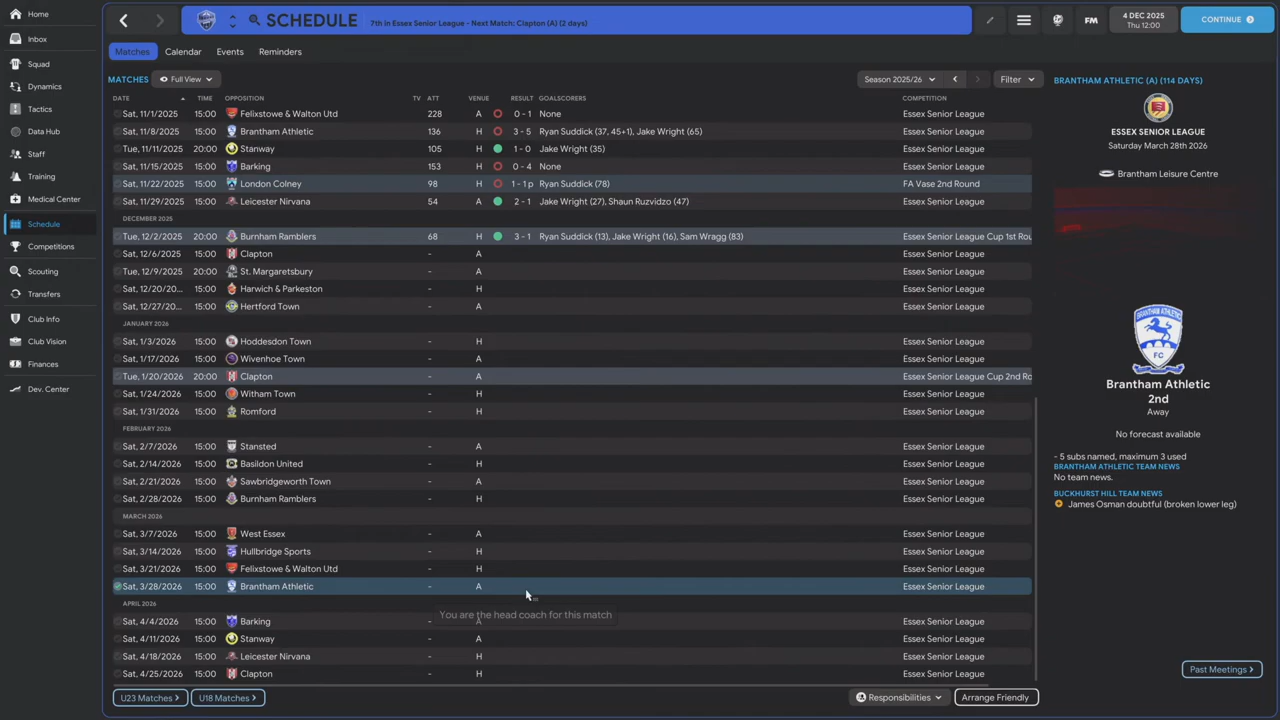 Home
Inbox
Squad
Dynamics
Tactics
Data Hub
Staff
Training
Medical Center
Schedule
Competitions
Scouting
Transfers
Club Info
Club Vision
Finances
Dev. Center
SCHEDULE
7th in Essex Senior League - Next Match: Clapton (A) (2 days)
FM
4 DEC 2025
Thu 12:00
CONTINUE
Matches Calendar Events Reminders
MATCHES Full View Season 2025/26 Filter
DATE TIME OPPOSITION TV ATT VENUE RESULT GOALSCORERS COMPETITION
Sat, 11/1/2025 15:00 Felixstowe & Walton Utd 228 A 0 - 1 None Essex Senior League
Sat, 11/8/2025 15:00 Brantham Athletic 136 H 3 - 5 Ryan Suddick (37, 45+1), Jake Wright (65) Essex Senior League
Tue, 11/11/2025 20:00 Stanway 105 H 1 - 0 Jake Wright (35) Essex Senior League
Sat, 11/15/2025 15:00 Barking 153 H 0 - 4 None Essex Senior League
Sat, 11/22/2025 15:00 London Colney 98 H 1 - 1 p Ryan Suddick (78) FA Vase 2nd Round
Sat, 11/29/2025 15:00 Leicester Nirvana 54 A 2 - 1 Jake Wright (27), Shaun Ruzvidzo (47) Essex Senior League
DECEMBER 2025
Tue, 12/2/2025 20:00 Burnham Ramblers 68 H 3 - 1 Ryan Suddick (13), Jake Wright (16), Sam Wragg (83) Essex Senior League Cup 1st Rou
Sat, 12/6/2025 15:00 Clapton - A Essex Senior League
Tue, 12/9/2025 20:00 St. Margaretsbury - A Essex Senior League
Sat, 12/20/20... 15:00 Harwich & Parkeston - H Essex Senior League
Sat, 12/27/20... 15:00 Hertford Town - A Essex Senior League
JANUARY 2026
Sat, 1/3/2026 15:00 Hoddesdon Town - H Essex Senior League
Sat, 1/17/2026 15:00 Wivenhoe Town - A Essex Senior League
Tue, 1/20/2026 20:00 Clapton - A Essex Senior League Cup 2nd Ro
Sat, 1/24/2026 15:00 Witham Town - H Essex Senior League
Sat, 1/31/2026 15:00 Romford - H Essex Senior League
FEBRUARY 2026
Sat, 2/7/2026 15:00 Stansted - A Essex Senior League
Sat, 2/14/2026 15:00 Basildon United - H Essex Senior League
Sat, 2/21/2026 15:00 Sawbridgeworth Town - A Essex Senior League
Sat, 2/28/2026 15:00 Burnham Ramblers - H Essex Senior League
MARCH 2026
Sat, 3/7/2026 15:00 West Essex - A Essex Senior League
Sat, 3/14/2026 15:00 Hullbridge Sports - H Essex Senior League
Sat, 3/21/2026 15:00 Felixstowe & Walton Utd - H Essex Senior League
Sat, 3/28/2026 15:00 Brantham Athletic - A Essex Senior League
APRIL 2026
You are the head coach for this match
Sat, 4/4/2026 15:00 Barking - A Essex Senior League
Sat, 4/11/2026 15:00 Stanway - A Essex Senior League
Sat, 4/18/2026 15:00 Leicester Nirvana - H Essex Senior League
Sat, 4/25/2026 15:00 Clapton - H Essex Senior League
U23 Matches > U18 Matches > Responsibilities Arrange Friendly
BRANTHAM ATHLETIC (A) (114 DAYS)
ESSEX SENIOR LEAGUE
Saturday March 28th 2026
Brantham Leisure Centre
FC
Brantham Athletic
2nd
Away
No forecast available
- 5 subs named, maximum 3 used
BRANTHAM ATHLETIC TEAM NEWS
No team news.
BUCKHURST HILL TEAM NEWS
James Osman doubtful (broken lower leg)
Past Meetings >